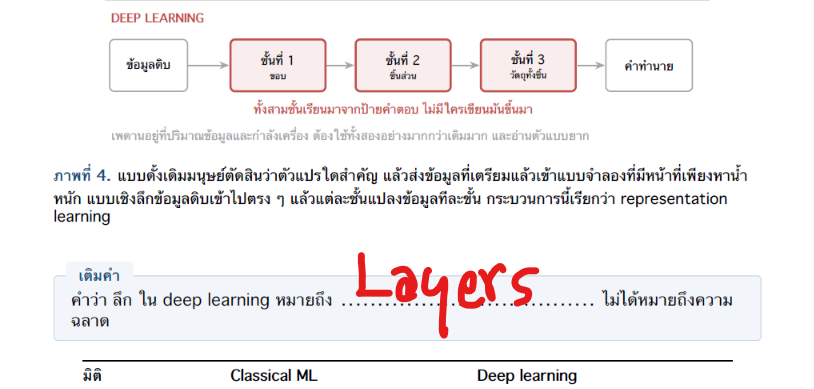 DEEP LEARNING
ข้อมูลดิบ
ชั้นที่ 1
ขอบ
ชั้นที่ 2
ชิ้นส่วน
ชั้นที่ 3
วัตถุทั้งชิ้น
คำทำนาย
ทั้งสามชั้นเรียนมาจากป้ายคำตอบ ไม่มีใครเขียนมันขึ้นมา
เพดานอยู่ที่ปริมาณข้อมูลและกำลังเครื่อง ต้องใช้ทั้งสองอย่างมากกว่าเดิมมาก และอ่านตัวแบบยาก
ภาพที่ 4. แบบดั้งเดิมมนุษย์ตัดสินว่าตัวแปรใดสำคัญ แล้วส่งข้อมูลที่เตรียมแล้วเข้าแบบจำลองที่มีหน้าที่เพียงหาน้ำ
หนัก แบบเชิงลึกข้อมูลดิบเข้าไปตรง ๆ แล้วแต่ละชั้นแปลงข้อมูลทีละขั้น กระบวนการนี้เรียกว่า representation
learning
เติมคำ
คำว่า ลึก ใน deep learning หมายถึง Layers ไม่ได้หมายถึงความ
ฉลาด
มิติ Classical ML Deep learning